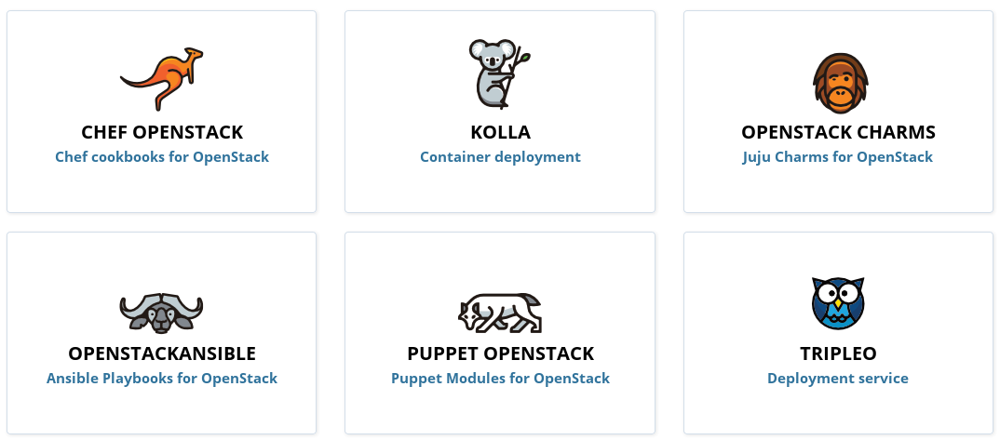 CHEF OPENSTACK
Chef cookbooks for OpenStack
KOLLA
Container deployment
OPENSTACK CHARMS
Juju Charms for OpenStack
OPENSTACKANSIBLE
Ansible Playbooks for OpenStack
PUPPET OPENSTACK
Puppet Modules for OpenStack
TRIPLEO
Deployment service